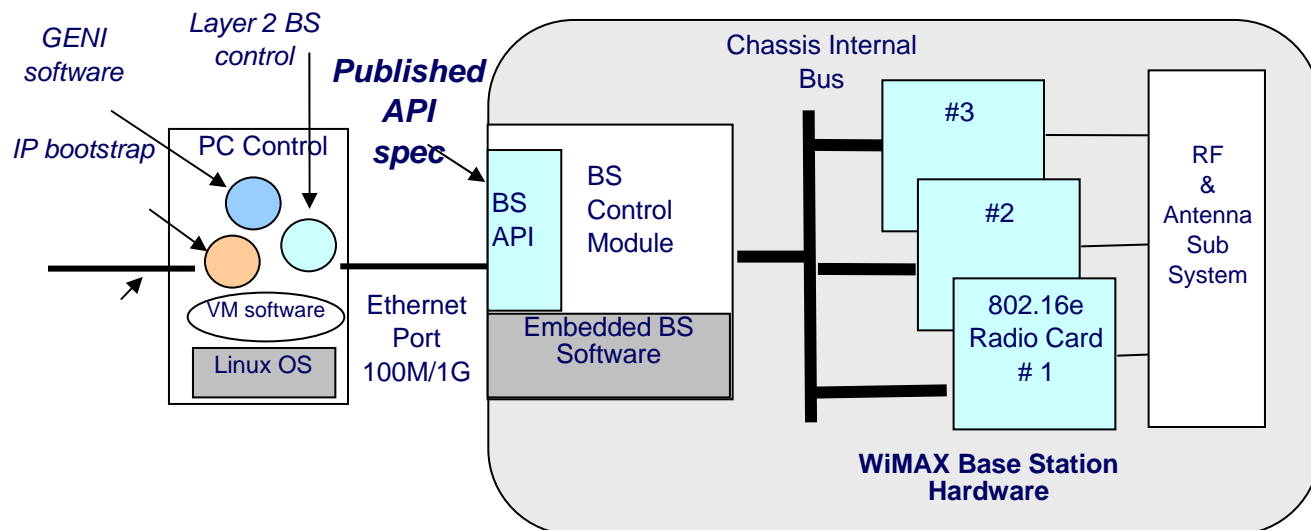 GENI
software
Layer 2 BS
control
Published
API
spec
IP bootstrap
PC Control
VM software
Linux OS
Ethernet
Port
100M/1G
BS
API
BS
Control
Module
Embedded BS
Software
Chassis Internal
Bus
#3
#2
802.16e
Radio Card
# 1
RF
&
Antenna
Sub
System
WiMAX Base Station
Hardware